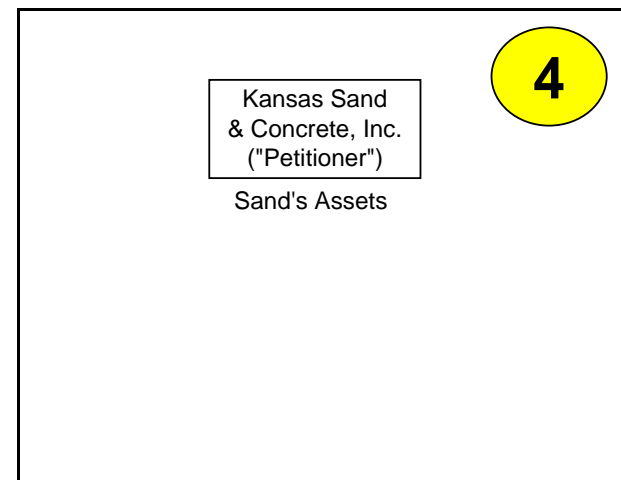 4
Kansas Sand
& Concrete, Inc.
("Petitioner")
Sand's Assets